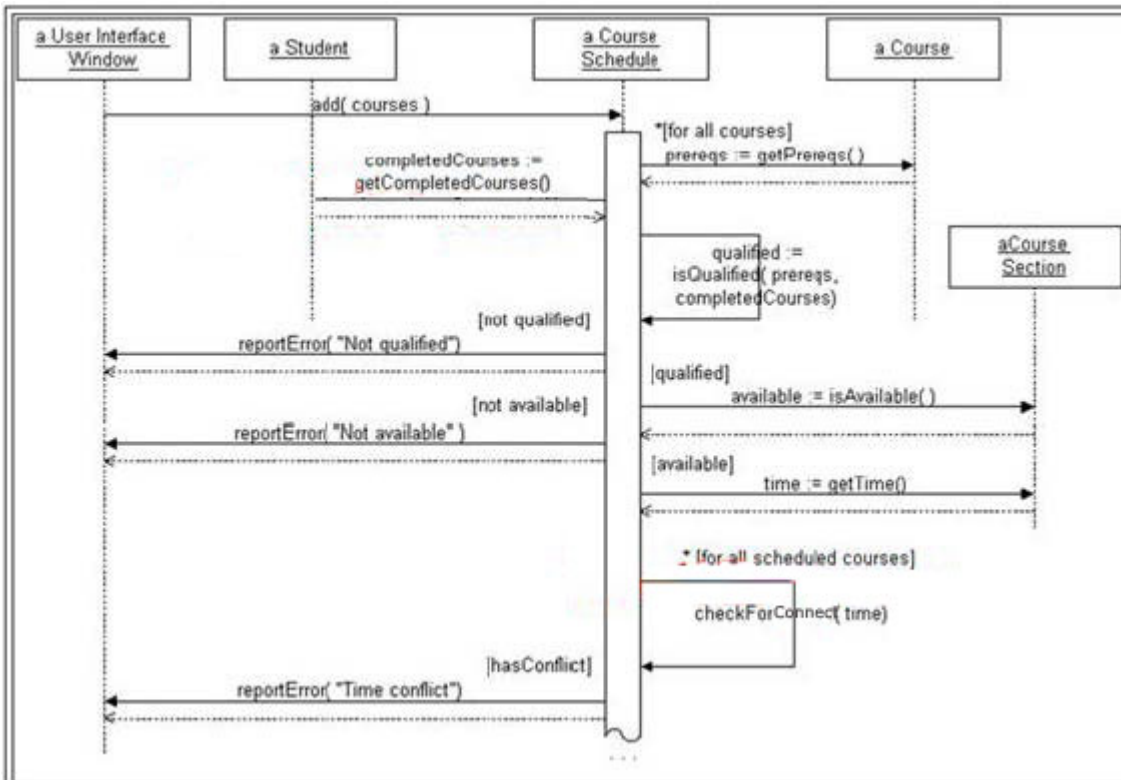 a User Interface
Window
a Student
a Course
Schedule
a Course
add( courses )
*[for all courses]
prereqs := getPrereqs( )
completedCourses :=
getCompletedCourses()
qualified :=
isQualified( prereqs,
completedCourses)
aCourse
Section
[not qualified]
reportError( "Not qualified")
[qualified]
available := isAvailable( )
[not available]
reportError( "Not available" )
[available]
time := getTime()
* [for all scheduled courses]
checkForConnect( time)
[hasConflict]
reportError( "Time conflict")
. . .